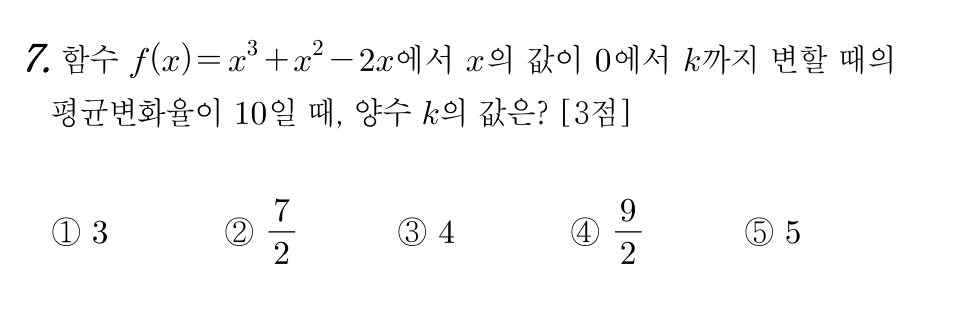 7. 함수 f(x)=x³+x²−2x에서 x의 값이 0에서 k까지 변할 때의
평균변화율이 10일 때, 양수 k의 값은? [3점]
① 3 ② 7/2 ③ 4 ④ 9/2 ⑤ 5